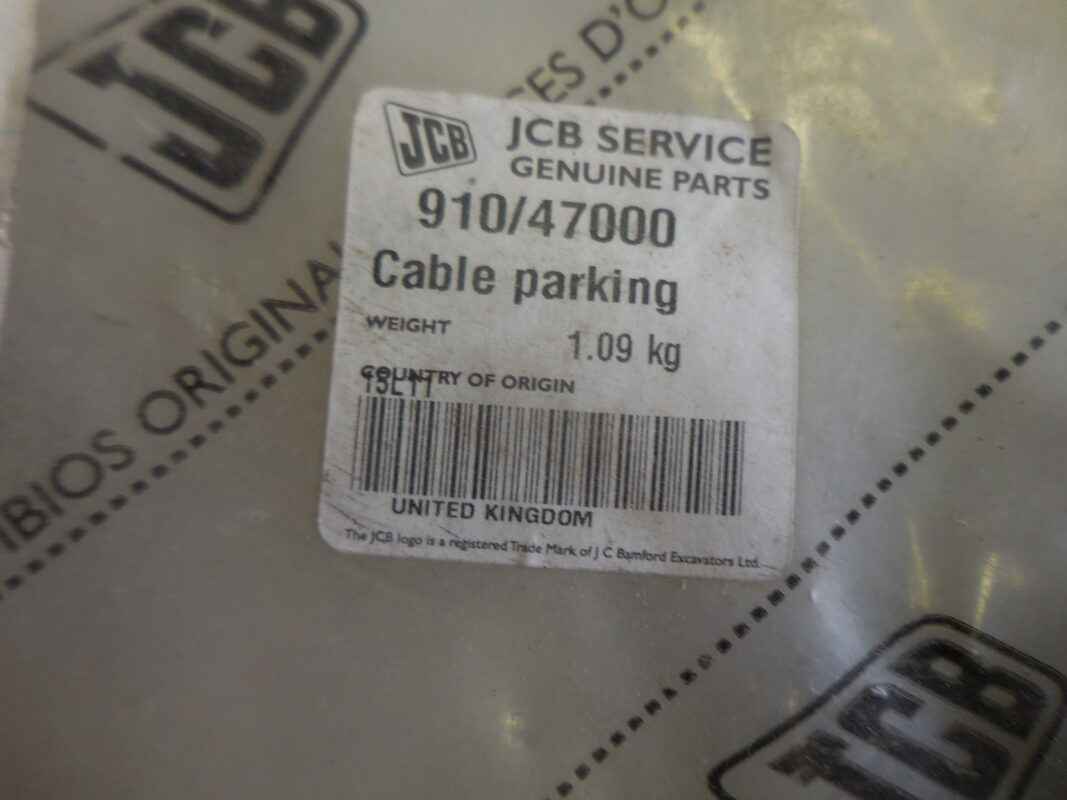 JCB
ES D'O
JCB
JCB SERVICE
GENUINE PARTS
910/47000
Cable parking
WEIGHT 1.09 kg
COUNTRY OF ORIGIN
13L11
UNITED KINGDOM
The JCB logo is a registered Trade Mark of J C Bamford Excavators Ltd.
IBIOS ORIGINAL
JCB